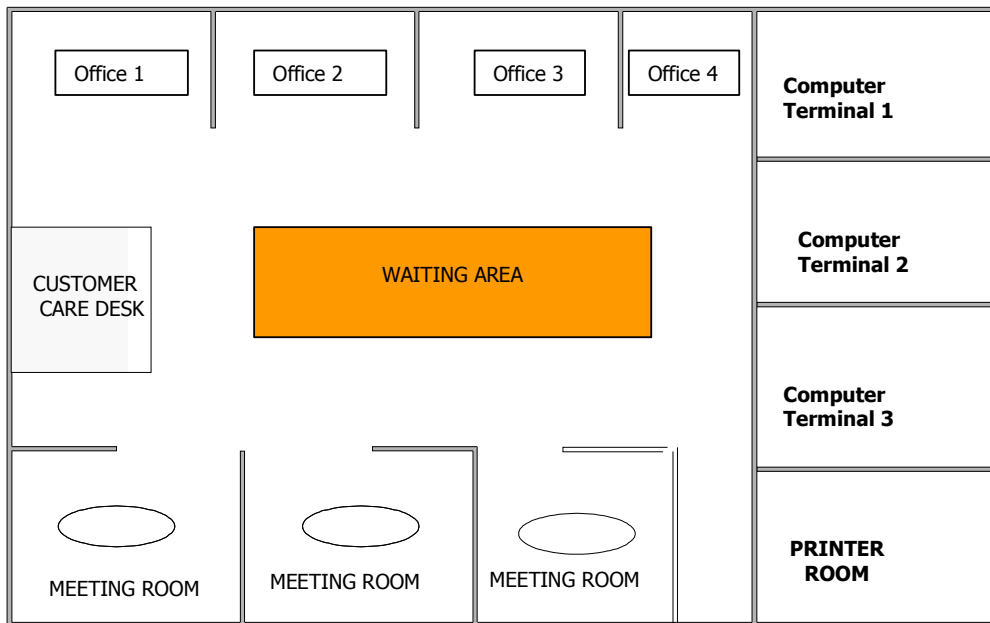 Office 1
Office 2
Office 3
Office 4
Computer
Terminal 1
Computer
Terminal 2
CUSTOMER
CARE DESK
WAITING AREA
Computer
Terminal 3
MEETING ROOM
MEETING ROOM
MEETING ROOM
PRINTER
ROOM